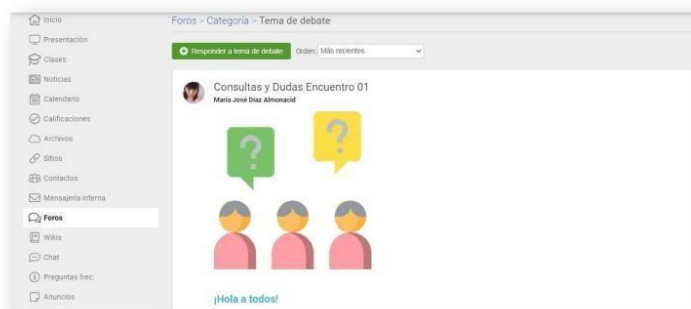 Inicio
Presentación
Clases
Noticias
Calendario
Calificaciones
Archivos
Sitios
Contactos
Mensajería interna
Foros
Wikis
Chat
Preguntas frec.
Anuncios
Foros > Categoría > Tema de debate
Responder a tema de debate Orden: Más recientes
Consultas y Dudas Encuentro 01
María José Díaz Almonacid
? ?
¡Hola a todos!